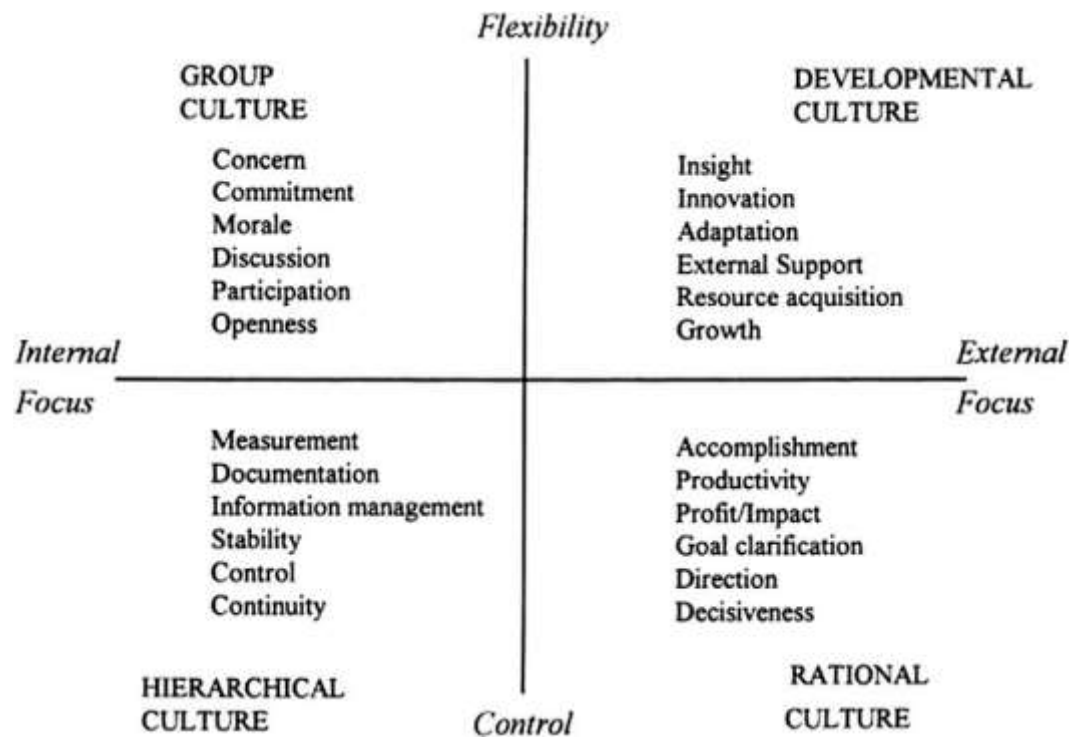 Flexibility
GROUP
CULTURE
Concern
Commitment
Morale
Discussion
Participation
Openness
DEVELOPMENTAL
CULTURE
Insight
Innovation
Adaptation
External Support
Resource acquisition
Growth
Internal
Focus
External
Focus
Measurement
Documentation
Information management
Stability
Control
Continuity
HIERARCHICAL
CULTURE
Accomplishment
Productivity
Profit/Impact
Goal clarification
Direction
Decisiveness
RATIONAL
CULTURE
Control